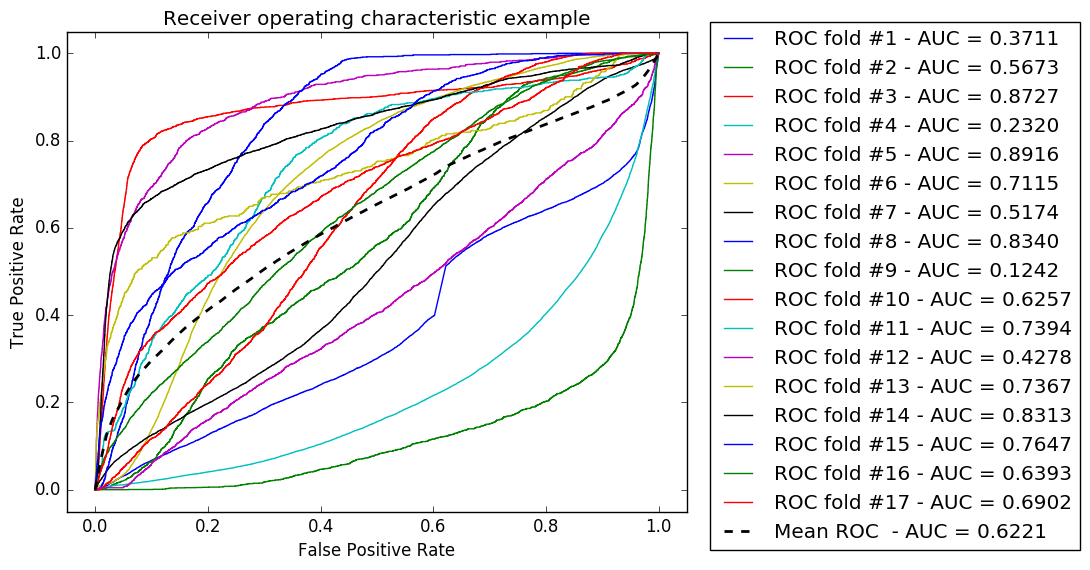 Receiver operating characteristic example
True Positive Rate
1.0
0.8
0.6
0.4
0.2
0.0
0.0 0.2 0.4 0.6 0.8 1.0
False Positive Rate
ROC fold #1 - AUC = 0.3711
ROC fold #2 - AUC = 0.5673
ROC fold #3 - AUC = 0.8727
ROC fold #4 - AUC = 0.2320
ROC fold #5 - AUC = 0.8916
ROC fold #6 - AUC = 0.7115
ROC fold #7 - AUC = 0.5174
ROC fold #8 - AUC = 0.8340
ROC fold #9 - AUC = 0.1242
ROC fold #10 - AUC = 0.6257
ROC fold #11 - AUC = 0.7394
ROC fold #12 - AUC = 0.4278
ROC fold #13 - AUC = 0.7367
ROC fold #14 - AUC = 0.8313
ROC fold #15 - AUC = 0.7647
ROC fold #16 - AUC = 0.6393
ROC fold #17 - AUC = 0.6902
Mean ROC  - AUC = 0.6221